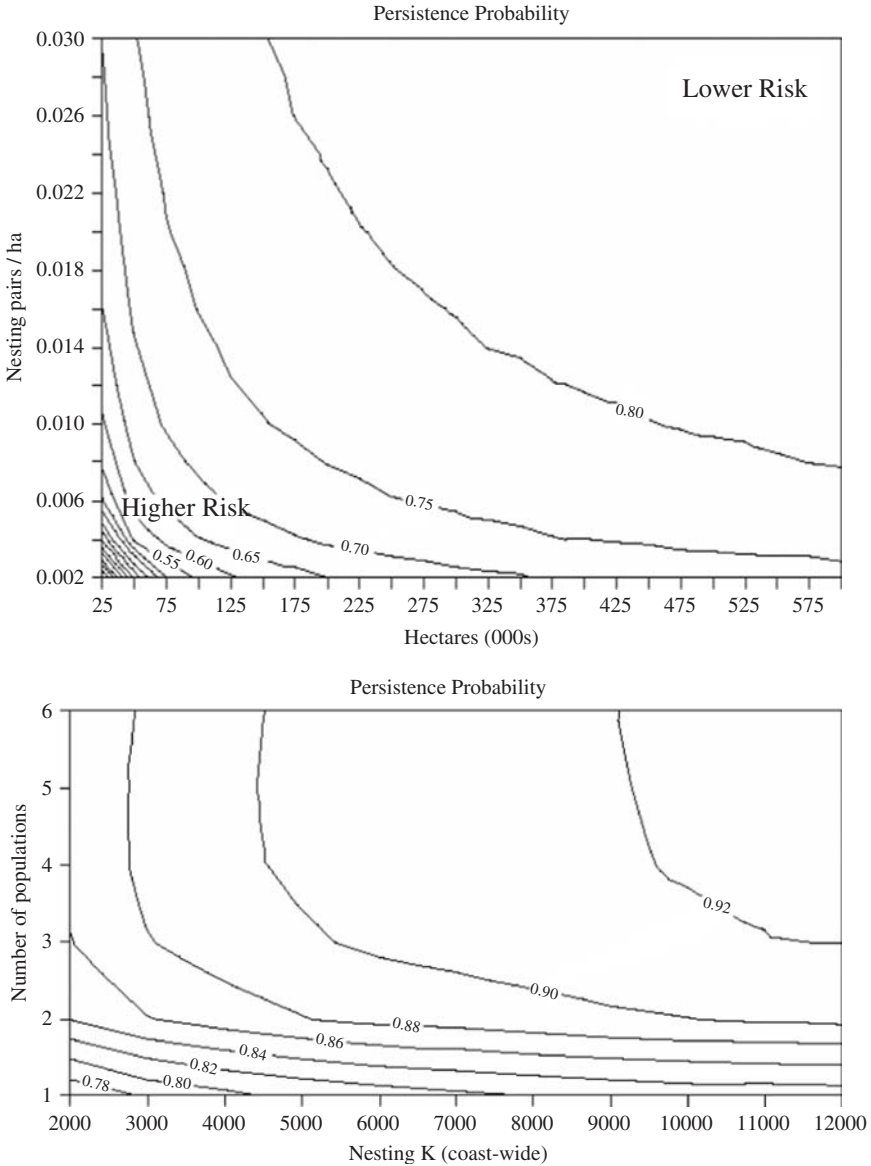 Persistence Probability
0.030
0.026
0.022
0.018
0.014
0.010
0.006
0.002
Nesting pairs / ha
Lower Risk
Higher Risk
0.80
0.75
0.70
0.65
0.60
0.55
25 75 125 175 225 275 325 375 425 475 525 575
Hectares (000s)
Persistence Probability
6
5
4
3
2
1
Number of populations
0.92
0.90
0.88
0.86
0.84
0.82
0.80
0.78
2000 3000 4000 5000 6000 7000 8000 9000 10000 11000 12000
Nesting K (coast-wide)